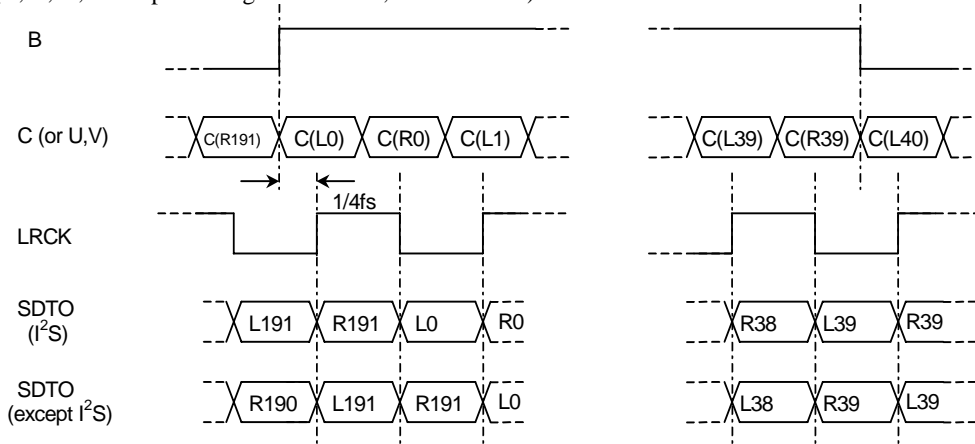 B
C (or U,V)
C(R191) C(L0) C(R0) C(L1)
C(L39) C(R39) C(L40)
1/4fs
LRCK
SDTO
(I²S)
L191 R191 L0 R0
R38 L39 R39
SDTO
(except I²S)
R190 L191 R191 L0
L38 R39 L39